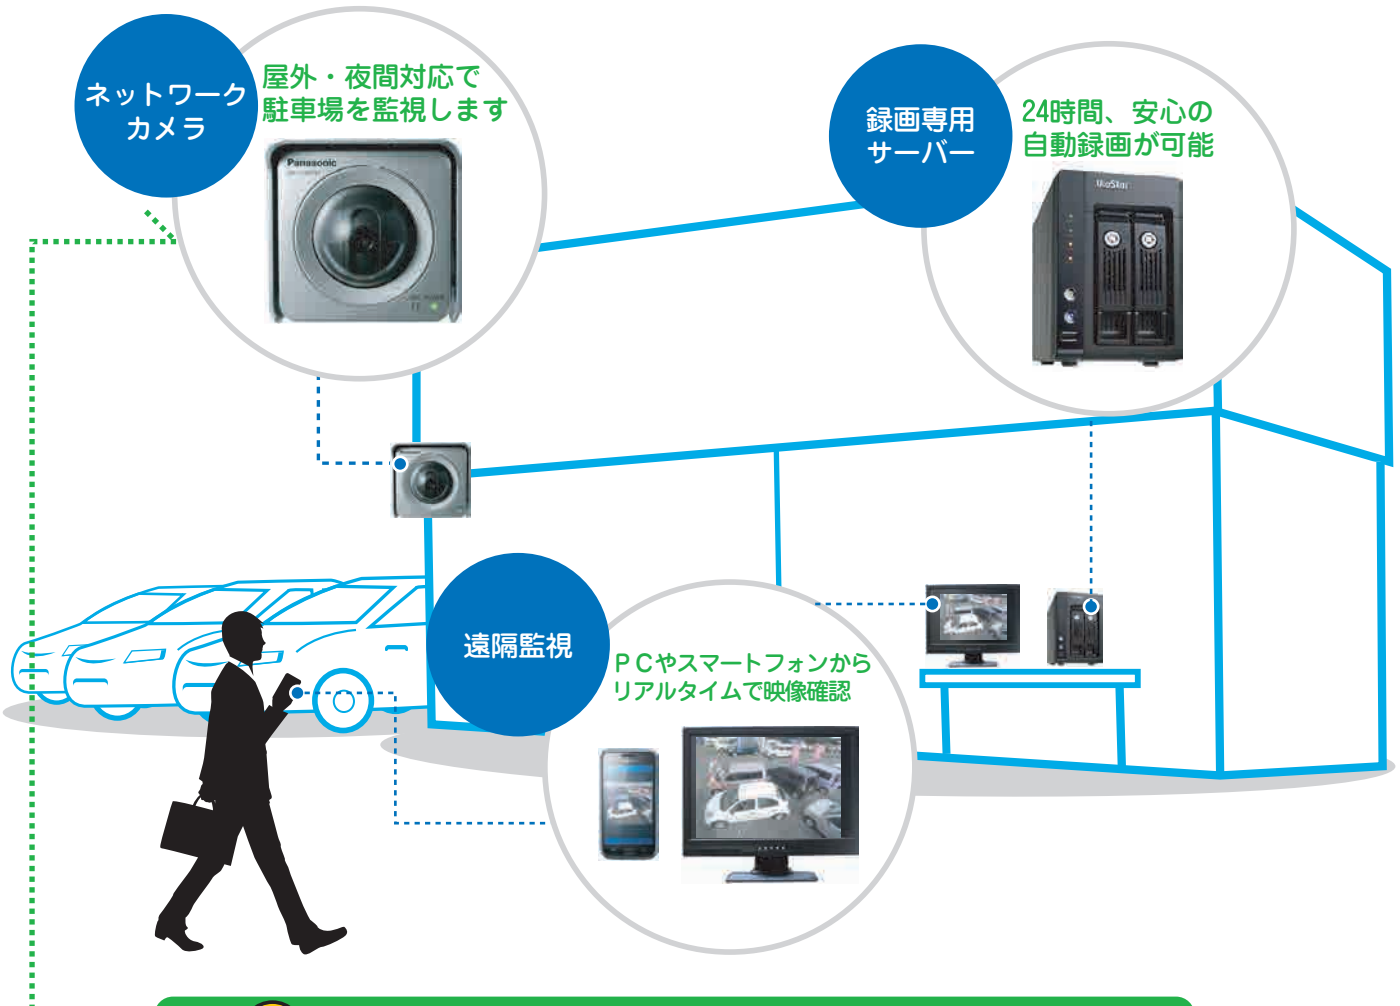 ネットワーク
カメラ
屋外・夜間対応で
駐車場を監視します
Panasonic
録画専用
サーバー
24時間、安心の
自動録画が可能
遠隔監視
ＰＣやスマートフォンから
リアルタイムで映像確認